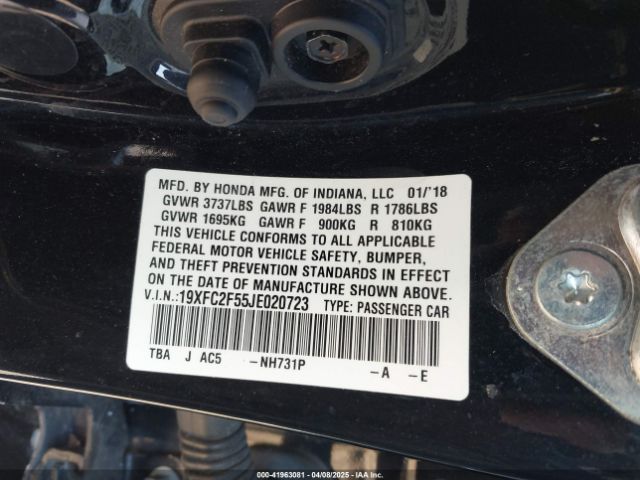 MFD. BY HONDA MFG. OF INDIANA, LLC 01/'18
GVWR 3737LBS GAWR F 1984LBS R 1786LBS
GVWR 1695KG GAWR F 900KG R 810KG
THIS VEHICLE CONFORMS TO ALL APPLICABLE
FEDERAL MOTOR VEHICLE SAFETY, BUMPER,
AND THEFT PREVENTION STANDARDS IN EFFECT
ON THE DATE OF MANUFACTURE SHOWN ABOVE.
V.I.N.:19XFC2F55JE020723 TYPE: PASSENGER CAR
TBA J AC5 -NH731P -A -E
000-41963081 - 04/08/2025 - IAAI.COM